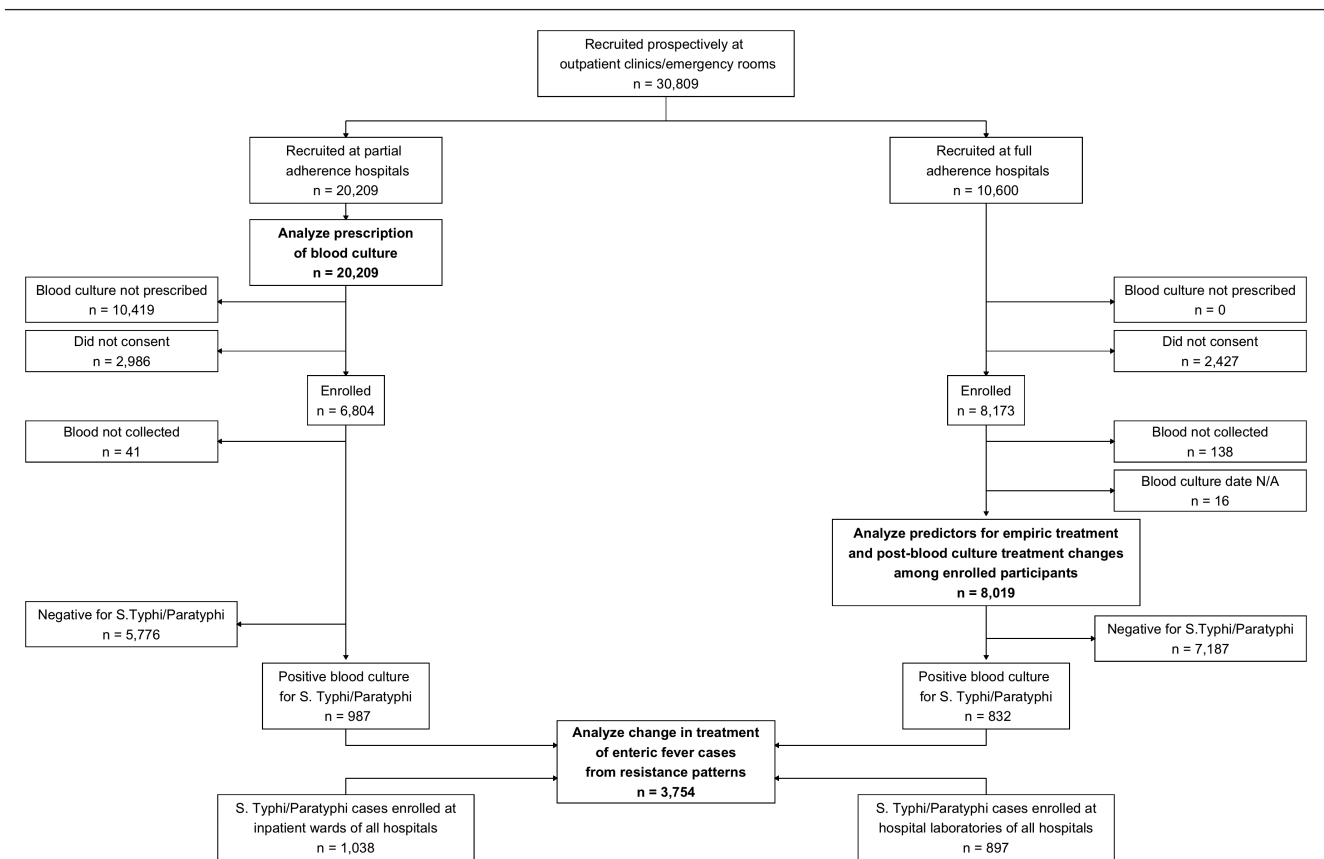 Recruited prospectively at
outpatient clinics/emergency rooms
n = 30,809
Recruited at partial
adherence hospitals
n = 20,209
Recruited at full
adherence hospitals
n = 10,600
Analyze prescription
of blood culture
n = 20,209
Blood culture not prescribed
n = 10,419
Blood culture not prescribed
n = 0
Did not consent
n = 2,986
Did not consent
n = 2,427
Enrolled
n = 6,804
Enrolled
n = 8,173
Blood not collected
n = 41
Blood not collected
n = 138
Blood culture date N/A
n = 16
Analyze predictors for empiric treatment
and post-blood culture treatment changes
among enrolled participants
n = 8,019
Negative for S.Typhi/Paratyphi
n = 5,776
Negative for S.Typhi/Paratyphi
n = 7,187
Positive blood culture
for S. Typhi/Paratyphi
n = 987
Positive blood culture
for S. Typhi/Paratyphi
n = 832
Analyze change in treatment
of enteric fever cases
from resistance patterns
n = 3,754
S. Typhi/Paratyphi cases enrolled at
inpatient wards of all hospitals
n = 1,038
S. Typhi/Paratyphi cases enrolled at
hospital laboratories of all hospitals
n = 897